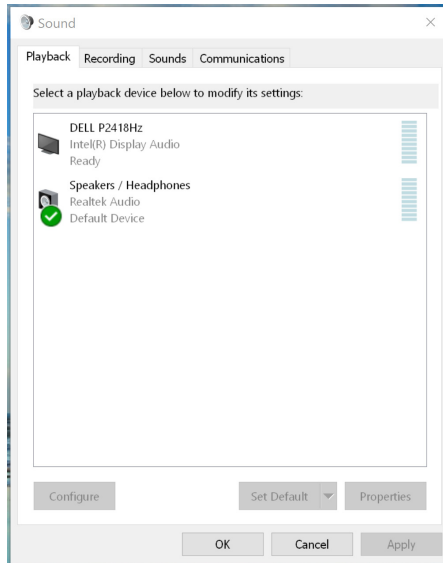 Sound
Playback Recording Sounds Communications
Select a playback device below to modify its settings:
DELL P2418Hz
Intel(R) Display Audio
Ready
Speakers / Headphones
Realtek Audio
Default Device
Configure Set Default Properties
OK Cancel Apply